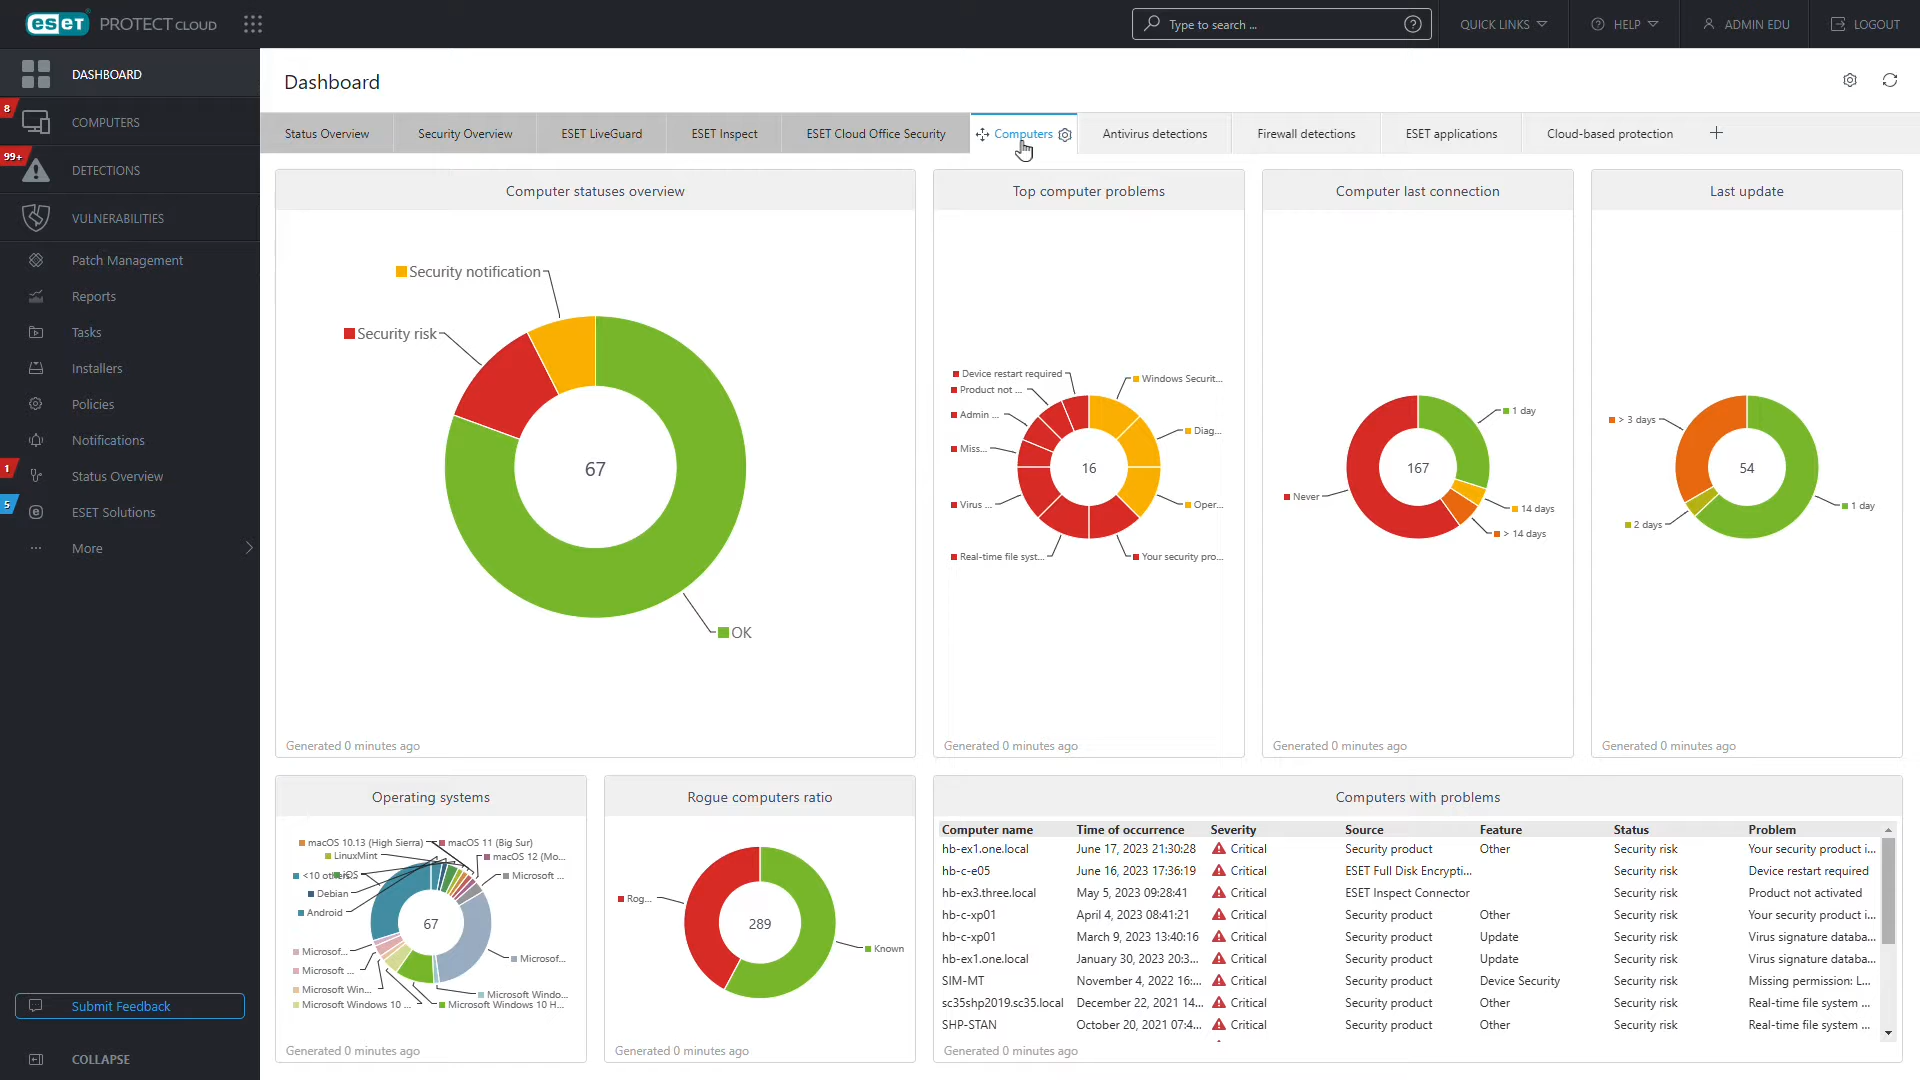 eset PROTECT CLOUD
Type to search ...
QUICK LINKS
HELP
ADMIN EDU
LOGOUT
DASHBOARD
8
COMPUTERS
99+
DETECTIONS
VULNERABILITIES
Patch Management
Reports
Tasks
Installers
Policies
Notifications
1
Status Overview
5
ESET Solutions
More
Submit Feedback
COLLAPSE
Dashboard
Status Overview
Security Overview
ESET LiveGuard
ESET Inspect
ESET Cloud Office Security
Computers
Antivirus detections
Firewall detections
ESET applications
Cloud-based protection
Computer statuses overview
Security notification
Security risk
67
OK
Generated 0 minutes ago
Top computer problems
Device restart required
Windows Securit...
Product not ...
Admin ...
Diag...
Miss...
16
Virus ...
Oper...
Real-time file syst...
Your security pro...
Generated 0 minutes ago
Computer last connection
1 day
167
Never
14 days
> 14 days
Generated 0 minutes ago
Last update
> 3 days
54
1 day
2 days
Generated 0 minutes ago
Operating systems
macOS 10.13 (High Sierra)
macOS 11 (Big Sur)
LinuxMint
macOS 12 (Mo...
<10 others
iOS
Microsoft ...
Debian
Android
67
Microsof...
Microsof...
Microsoft ...
Microsoft Win...
Microsoft Windo...
Microsoft Windows 10 ...
Microsoft Windows 10 H...
Generated 0 minutes ago
Rogue computers ratio
Rog...
289
Known
Generated 0 minutes ago
Computers with problems
Computer name Time of occurrence Severity Source Feature Status Problem
hb-ex1.one.local June 17, 2023 21:30:28 Critical Security product Other Security risk Your security product i...
hb-c-e05 June 16, 2023 17:36:19 Critical ESET Full Disk Encrypti... Security risk Device restart required
hb-ex3.three.local May 5, 2023 09:28:41 Critical ESET Inspect Connector Security risk Product not activated
hb-c-xp01 April 4, 2023 08:41:21 Critical Security product Other Security risk Your security product i...
hb-c-xp01 March 9, 2023 13:40:16 Critical Security product Update Security risk Virus signature databa...
hb-ex1.one.local January 30, 2023 20:3... Critical Security product Update Security risk Virus signature databa...
SIM-MT November 4, 2022 16:... Critical Security product Device Security Security risk Missing permission: L...
sc35shp2019.sc35.local December 22, 2021 14... Critical Security product Other Security risk Real-time file system ...
SHP-STAN October 20, 2021 07:4... Critical Security product Other Security risk Real-time file system ...
Generated 0 minutes ago